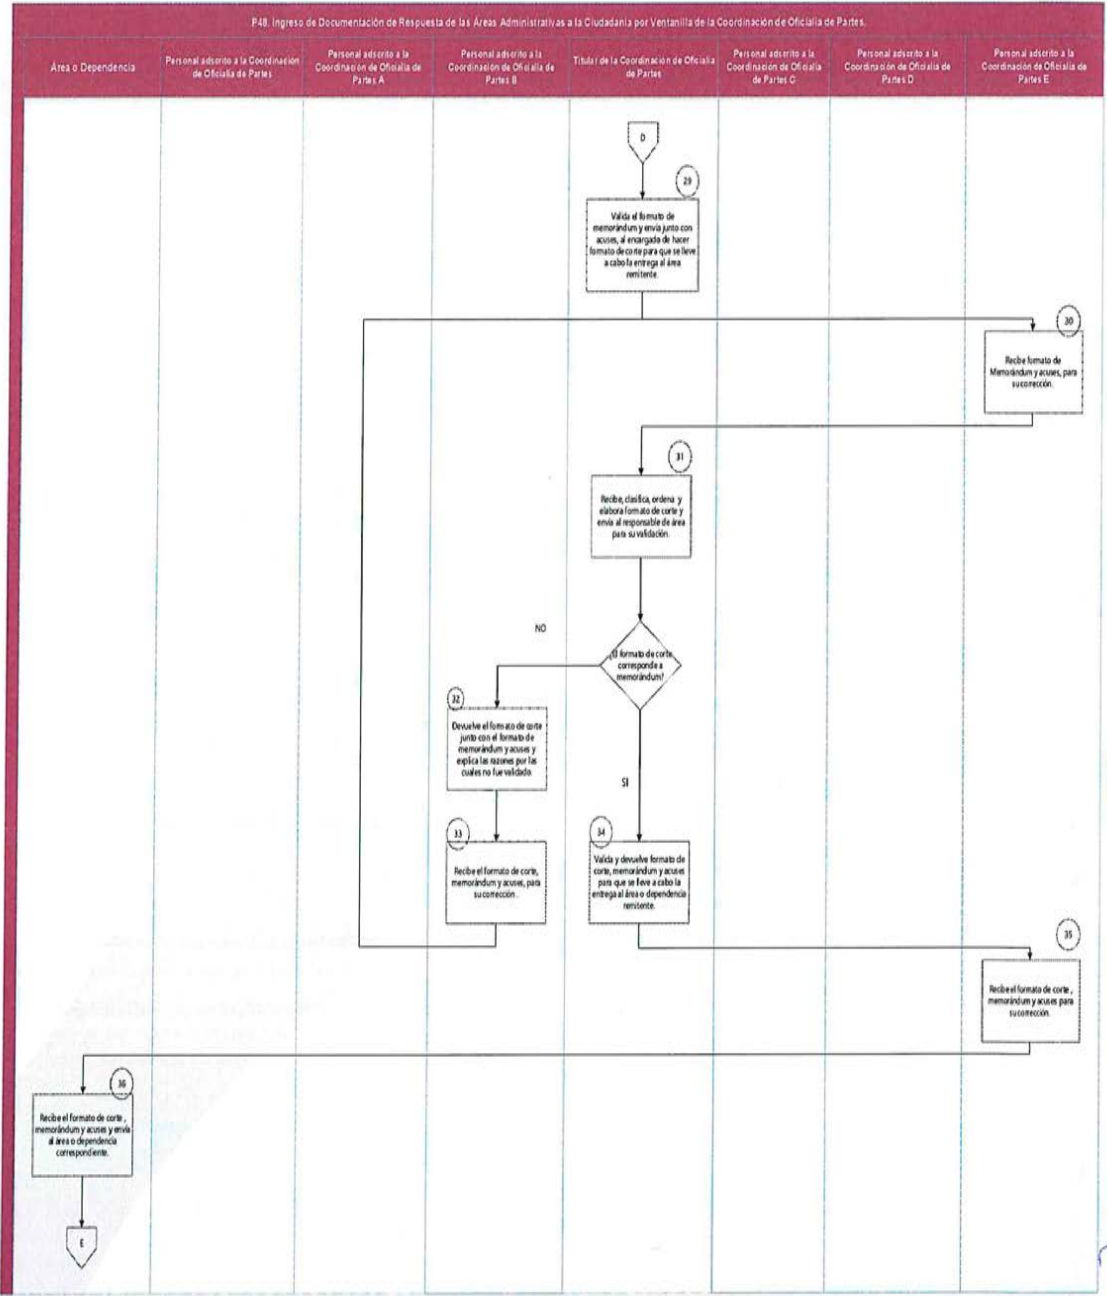 P48. Ingreso de Documentación de Respuesta de las Áreas Administrativas a la Ciudadanía por Ventanilla de la Coordinación de Oficialía de Partes.
Área o Dependencia
Personal adscrito a la Coordinación
de Oficialía de Partes
Personal adscrito a la
Coordinación de Oficialía de
Partes A
Personal adscrito a la
Coordinación de Oficialía de
Partes B
Titular de la Coordinación de Oficialía
de Partes
Personal adscrito a la
Coordinación de Oficialía
de Partes C
Personal adscrito a la
Coordinación de Oficialía de
Partes D
Personal adscrito a la
Coordinación de Oficialía de
Partes E
D
29
Valida el formato de
memorándum y envía junto con
acuses, al encargado de hacer
formato de corte para que se lleve
a cabo la entrega al área
remitente.
30
Recibe formato de
Memorándum y acuses, para
su corrección.
31
Recibe, clasifica, ordena y
elabora formato de corte y
envía al responsable de área
para su validación.
NO
¿El formato de corte
corresponde a
memorándum?
32
Devuelve el formato de corte
junto con el formato de
memorándum y acuses y
explica las razones por las
cuales no fue validado.
SI
33
Recibe el formato de corte,
memorándum y acuses, para
su corrección .
34
Valida y devuelve formato de
corte, memorándum y acuses
para que se lleve a cabo la
entrega al área o dependencia
remitente.
35
Recibe el formato de corte ,
memorándum y acuses para
su corrección.
36
Recibe el formato de corte ,
memorándum y acuses y envía
al área o dependencia
correspondiente.
E